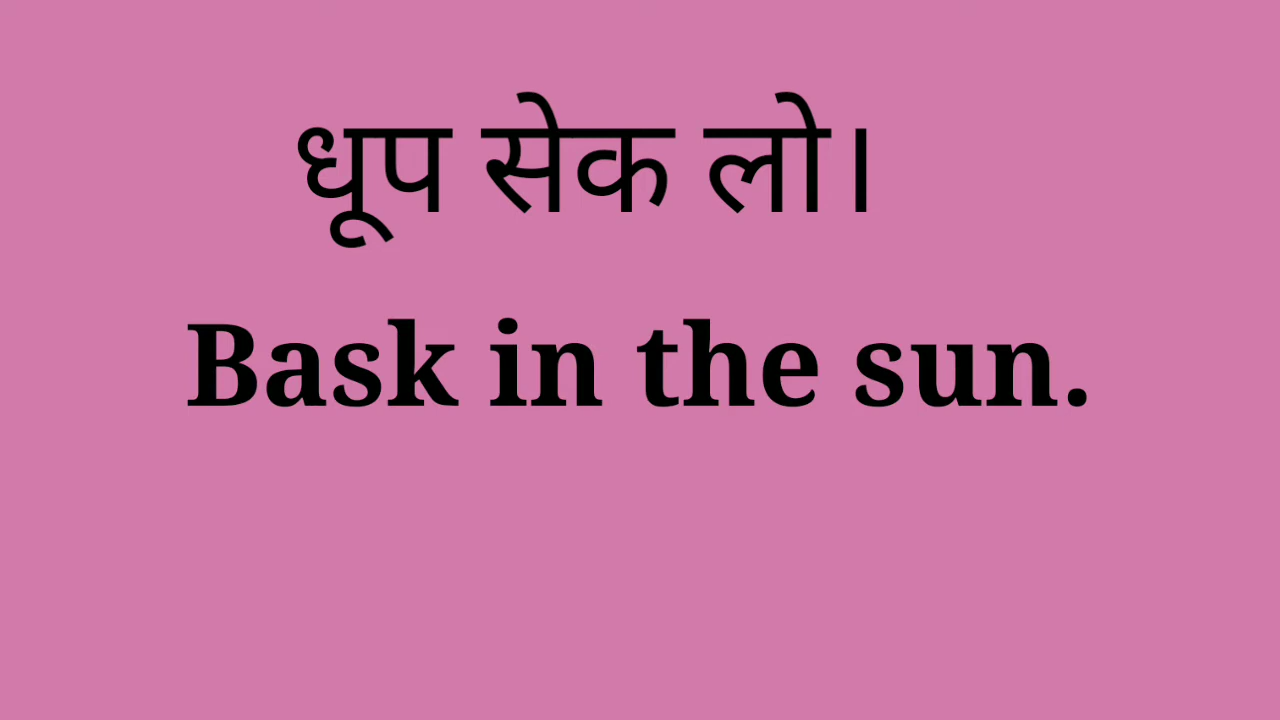 धूप सेक लो।
Bask in the sun.